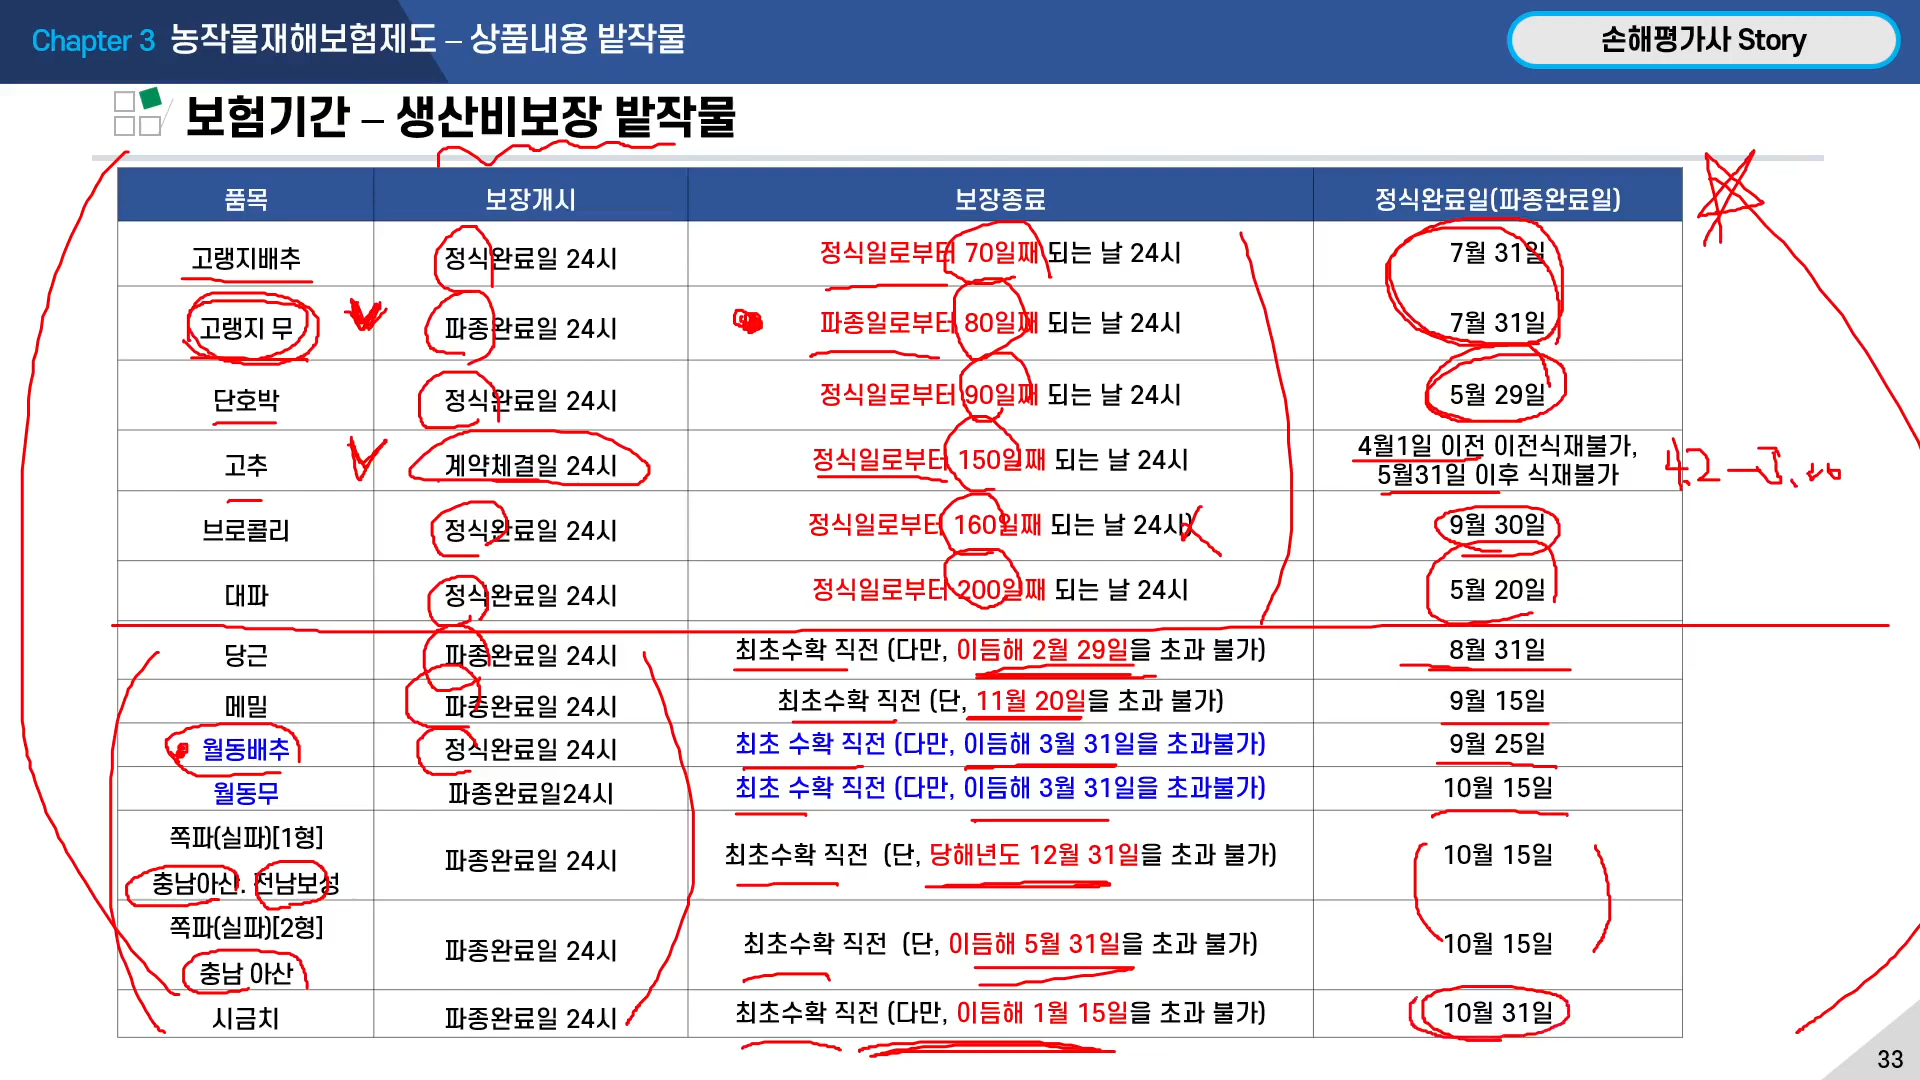 Chapter 3 농작물재해보험제도 – 상품내용 밭작물
손해평가사 Story
보험기간 – 생산비보장 밭작물
품목 보장개시 보장종료 정식완료일(파종완료일)
고랭지배추 정식완료일 24시 정식일로부터 70일째 되는 날 24시 7월 31일
고랭지 무 파종완료일 24시 파종일로부터 80일째 되는 날 24시 7월 31일
단호박 정식완료일 24시 정식일로부터 90일째 되는 날 24시 5월 29일
고추 계약체결일 24시 정식일로부터 150일째 되는 날 24시 4월1일 이전 이전식재불가,
5월31일 이후 식재불가
브로콜리 정식완료일 24시 정식일로부터 160일째 되는 날 24시) 9월 30일
대파 정식완료일 24시 정식일로부터 200일째 되는 날 24시 5월 20일
당근 파종완료일 24시 최초수확 직전 (다만, 이듬해 2월 29일을 초과 불가) 8월 31일
메밀 파종완료일 24시 최초수확 직전 (단, 11월 20일을 초과 불가) 9월 15일
월동배추 정식완료일 24시 최초 수확 직전 (다만, 이듬해 3월 31일을 초과불가) 9월 25일
월동무 파종완료일24시 최초 수확 직전 (다만, 이듬해 3월 31일을 초과불가) 10월 15일
쪽파(실파)[1형]
충남아산. 전남보성 파종완료일 24시 최초수확 직전 (단, 당해년도 12월 31일을 초과 불가) 10월 15일
쪽파(실파)[2형]
충남 아산 파종완료일 24시 최초수확 직전 (단, 이듬해 5월 31일을 초과 불가) 10월 15일
시금치 파종완료일 24시 최초수확 직전 (다만, 이듬해 1월 15일을 초과 불가) 10월 31일
33